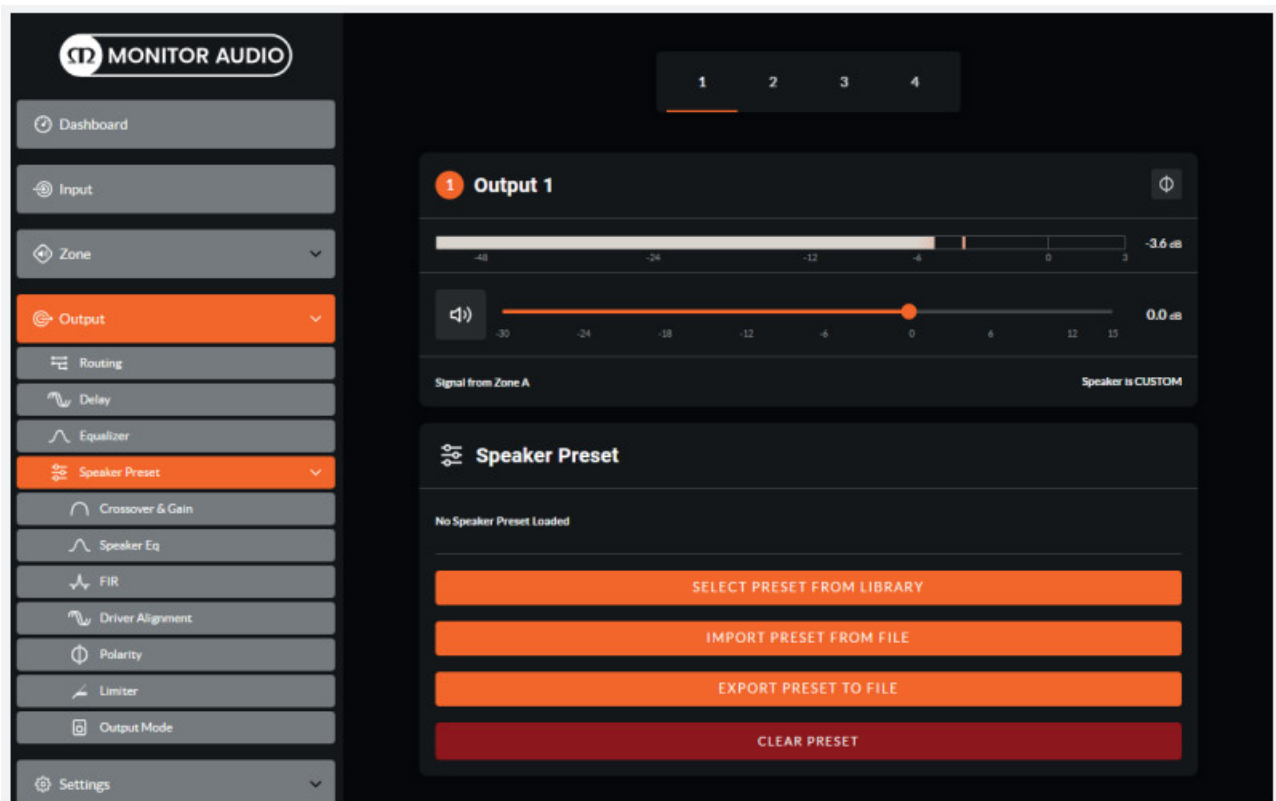 MONITOR AUDIO
Dashboard
Input
Zone
Output
Routing
Delay
Equalizer
Speaker Preset
Crossover & Gain
Speaker Eq
FIR
Driver Alignment
Polarity
Limiter
Output Mode
Settings
1 2 3 4
1 Output 1
-3.6 dB
-48 -24 -12 -6 0 3
0.0 dB
-30 -24 -18 -12 -6 0 6 12 15
Signal from Zone A Speaker is CUSTOM
Speaker Preset
No Speaker Preset Loaded
SELECT PRESET FROM LIBRARY
IMPORT PRESET FROM FILE
EXPORT PRESET TO FILE
CLEAR PRESET